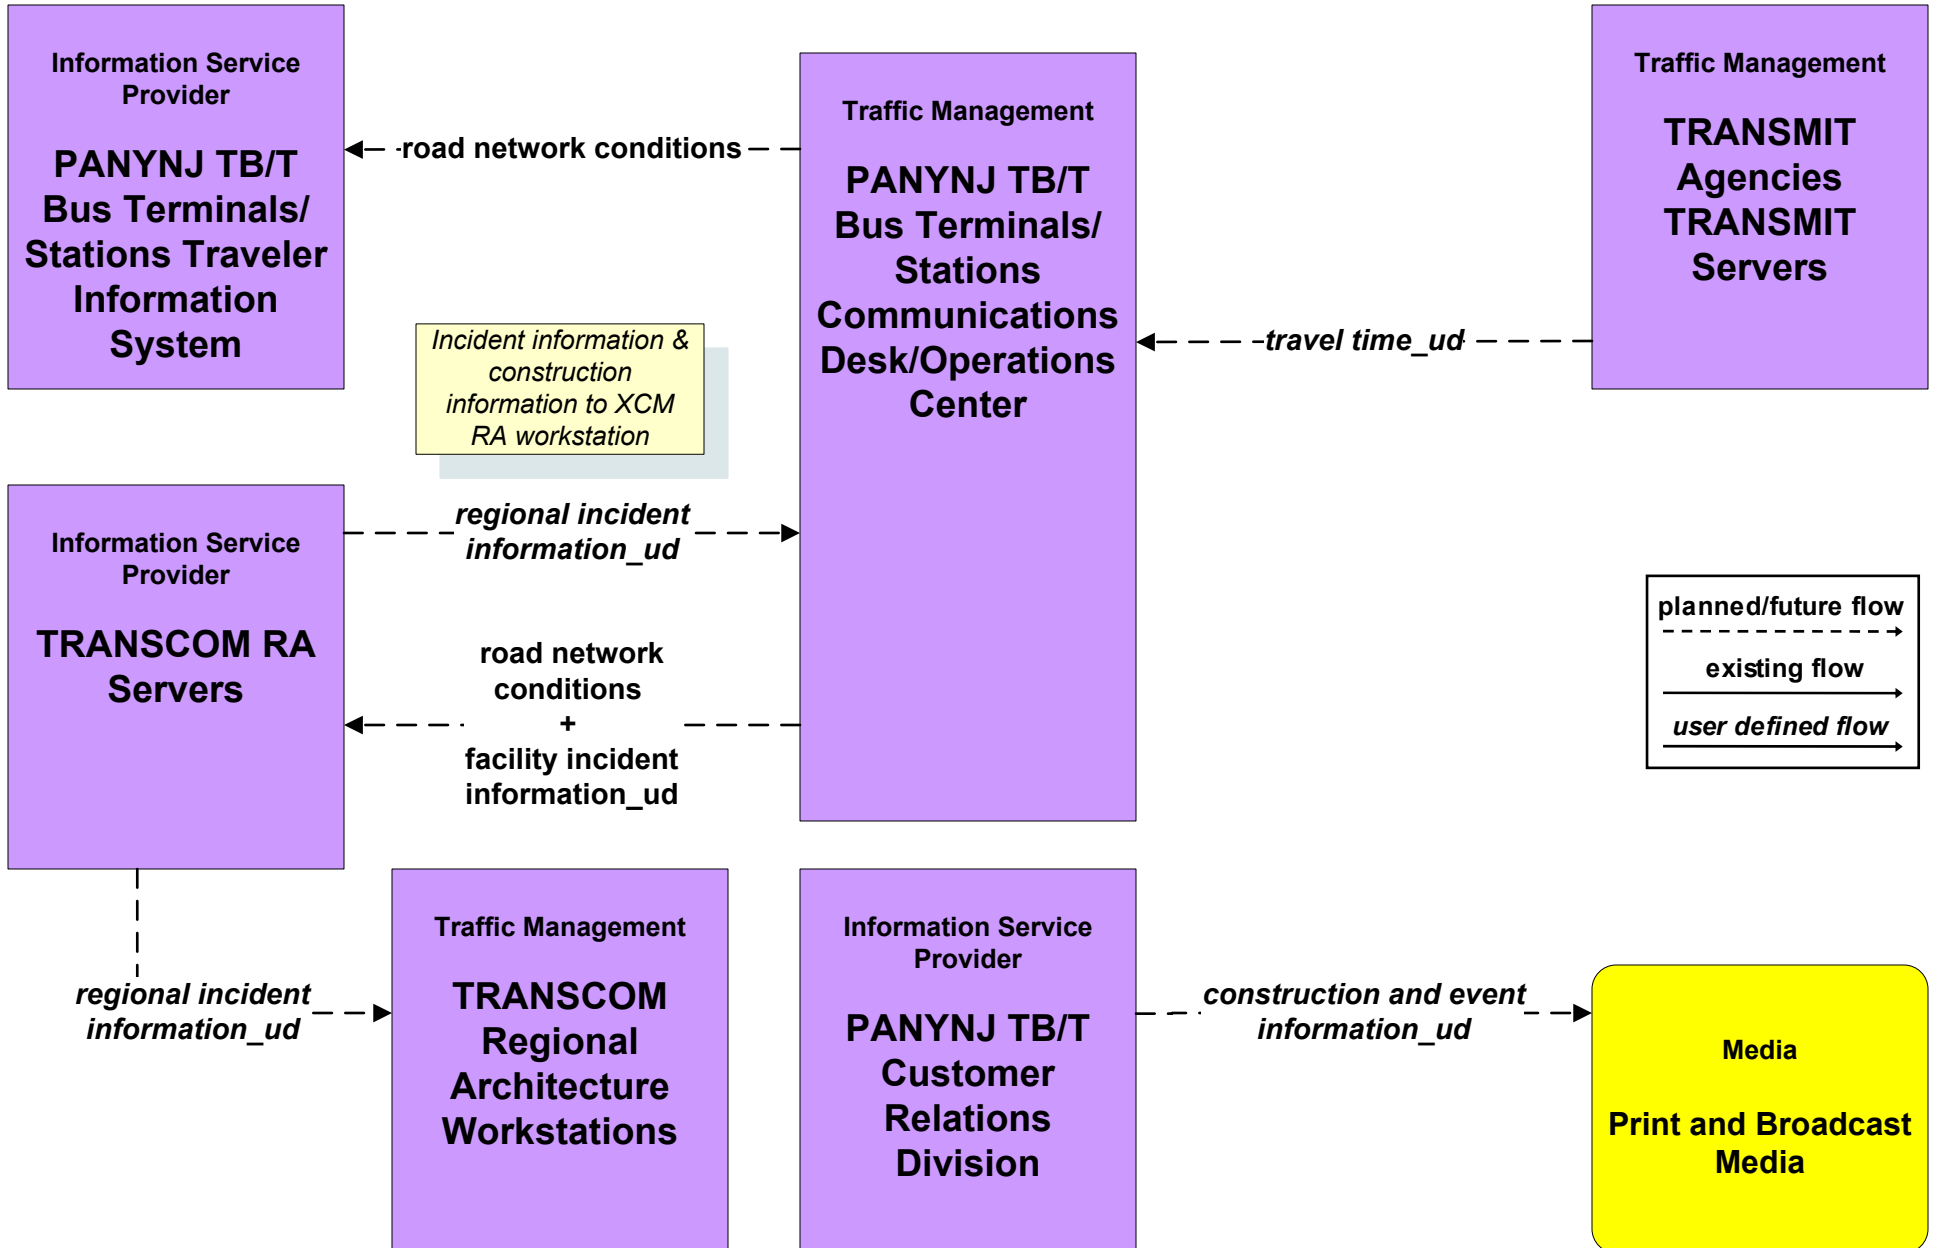 Information Service
Provider
PANYNJ TB/T
Bus Terminals/
Stations Traveler
Information
System
road network conditions
Traffic Management
PANYNJ TB/T
Bus Terminals/
Stations
Communications
Desk/Operations
Center
Traffic Management
TRANSMIT
Agencies
TRANSMIT
Servers
travel time_ud
Incident information &
construction
information to XCM
RA workstation
Information Service
Provider
TRANSCOM RA
Servers
regional incident
information_ud
road network
conditions
+
facility incident
information_ud
planned/future flow
existing flow
user defined flow
regional incident
information_ud
Traffic Management
TRANSCOM
Regional
Architecture
Workstations
Information Service
Provider
PANYNJ TB/T
Customer
Relations
Division
construction and event
information_ud
Media
Print and Broadcast
Media